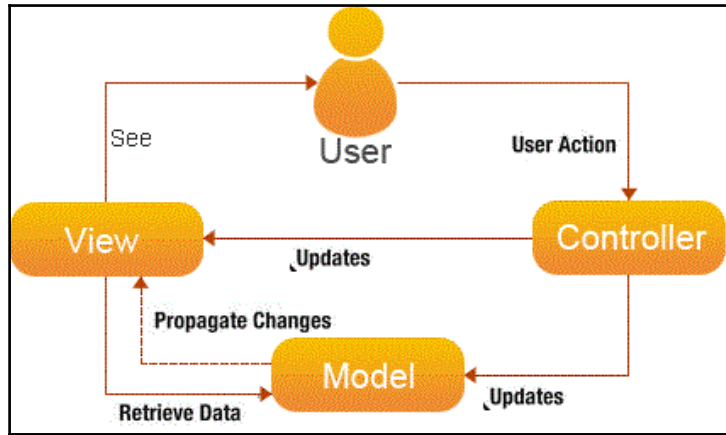 See
User
User Action
View
Controller
Updates
Propagate Changes
Model
Updates
Retrieve Data